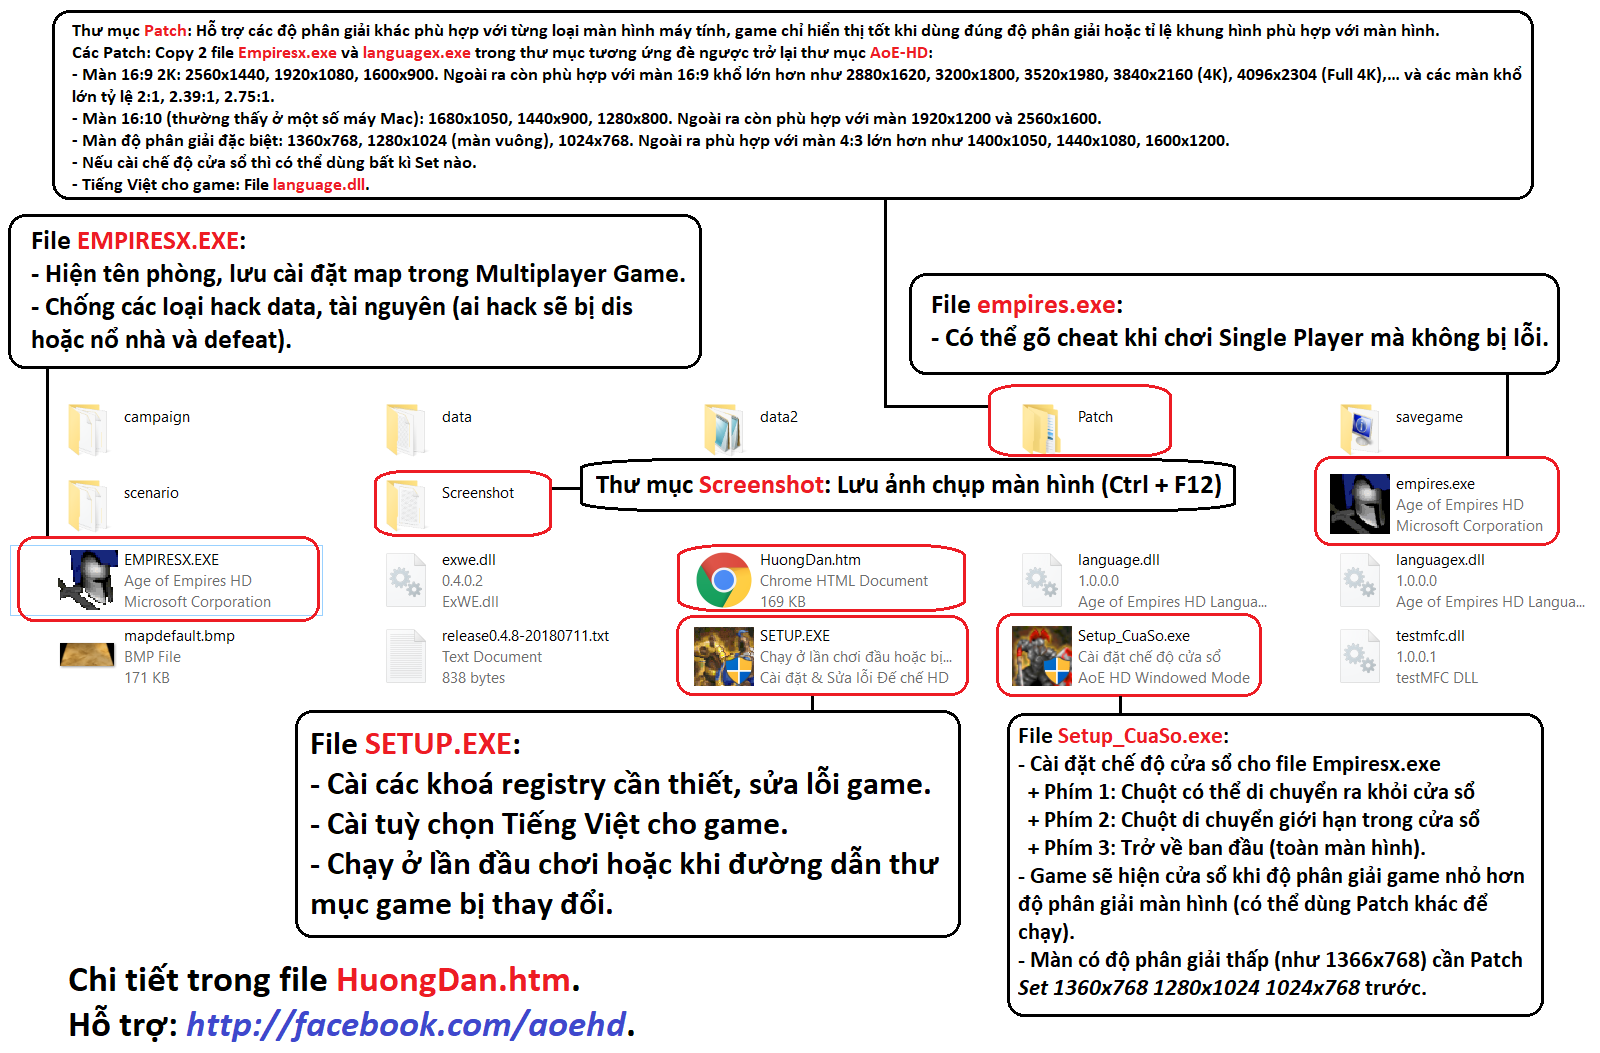 Thư mục Patch: Hỗ trợ các độ phân giải khác phù hợp với từng loại màn hình máy tính, game chỉ hiển thị tốt khi dùng đúng độ phân giải hoặc tỉ lệ khung hình phù hợp với màn hình.
Các Patch: Copy 2 file Empiresx.exe và languagex.exe trong thư mục tương ứng đè ngược trở lại thư mục AoE-HD:
- Màn 16:9 2K: 2560x1440, 1920x1080, 1600x900. Ngoài ra còn phù hợp với màn 16:9 khổ lớn hơn như 2880x1620, 3200x1800, 3520x1980, 3840x2160 (4K), 4096x2304 (Full 4K),... và các màn khổ
lớn tỷ lệ 2:1, 2.39:1, 2.75:1.
- Màn 16:10 (thường thấy ở một số máy Mac): 1680x1050, 1440x900, 1280x800. Ngoài ra còn phù hợp với màn 1920x1200 và 2560x1600.
- Màn độ phân giải đặc biệt: 1360x768, 1280x1024 (màn vuông), 1024x768. Ngoài ra phù hợp với màn 4:3 lớn hơn như 1400x1050, 1440x1080, 1600x1200.
- Nếu cài chế độ cửa sổ thì có thể dùng bất kì Set nào.
- Tiếng Việt cho game: File language.dll.
File EMPIRESX.EXE:
- Hiện tên phòng, lưu cài đặt map trong Multiplayer Game.
- Chống các loại hack data, tài nguyên (ai hack sẽ bị dis
hoặc nổ nhà và defeat).
File empires.exe:
- Có thể gõ cheat khi chơi Single Player mà không bị lỗi.
campaign
data
data2
Patch
savegame
scenario
Screenshot
Thư mục Screenshot: Lưu ảnh chụp màn hình (Ctrl + F12)
empires.exe
Age of Empires HD
Microsoft Corporation
EMPIRESX.EXE
Age of Empires HD
Microsoft Corporation
exwe.dll
0.4.0.2
ExWE.dll
HuongDan.htm
Chrome HTML Document
169 KB
language.dll
1.0.0.0
Age of Empires HD Langua...
languagex.dll
1.0.0.0
Age of Empires HD Langua...
mapdefault.bmp
BMP File
171 KB
release0.4.8-20180711.txt
Text Document
838 bytes
SETUP.EXE
Chạy ở lần chơi đầu hoặc bị...
Cài đặt & Sửa lỗi Đế chế HD
Setup_CuaSo.exe
Cài đặt chế độ cửa sổ
AoE HD Windowed Mode
testmfc.dll
1.0.0.1
testMFC DLL
File SETUP.EXE:
- Cài các khoá registry cần thiết, sửa lỗi game.
- Cài tuỳ chọn Tiếng Việt cho game.
- Chạy ở lần đầu chơi hoặc khi đường dẫn thư
mục game bị thay đổi.
File Setup_CuaSo.exe:
- Cài đặt chế độ cửa sổ cho file Empiresx.exe
+ Phím 1: Chuột có thể di chuyển ra khỏi cửa sổ
+ Phím 2: Chuột di chuyển giới hạn trong cửa sổ
+ Phím 3: Trở về ban đầu (toàn màn hình).
- Game sẽ hiện cửa sổ khi độ phân giải game nhỏ hơn
độ phân giải màn hình (có thể dùng Patch khác để
chạy).
- Màn có độ phân giải thấp (như 1366x768) cần Patch
Set 1360x768 1280x1024 1024x768 trước.
Chi tiết trong file HuongDan.htm.
Hỗ trợ: http://facebook.com/aoehd.